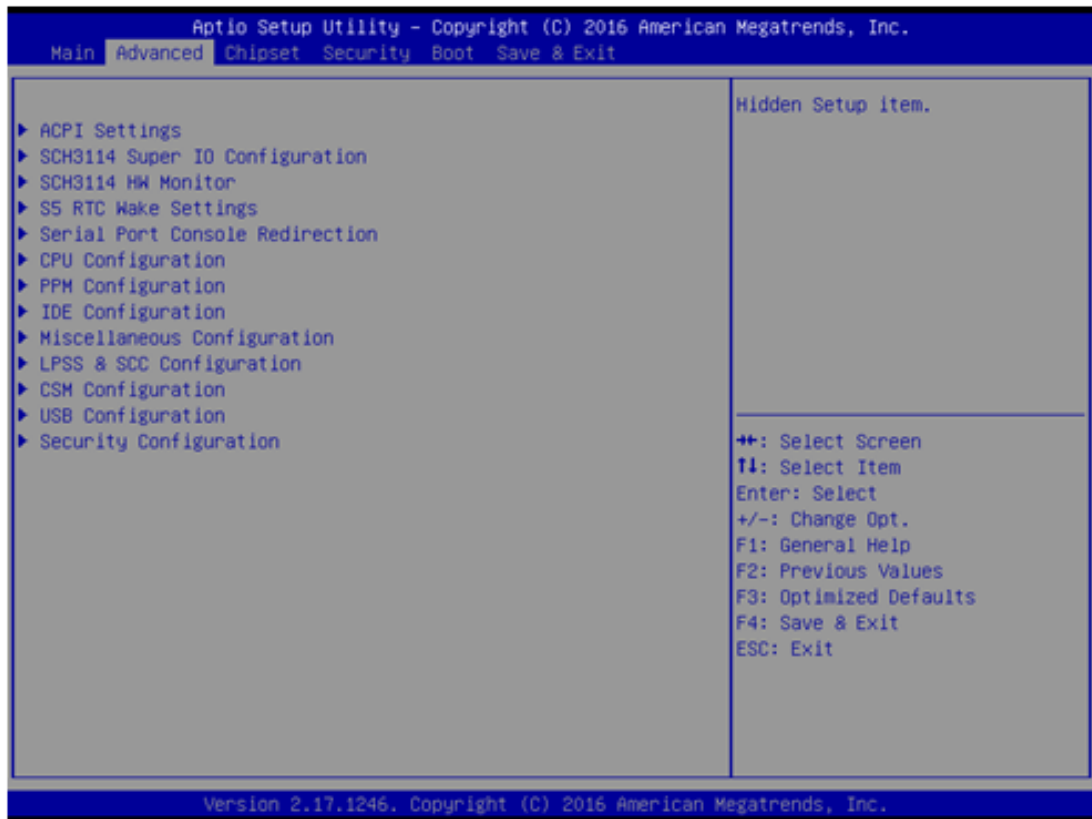 Aptio Setup Utility – Copyright (C) 2016 American Megatrends, Inc.
Main Advanced Chipset Security Boot Save & Exit
Hidden Setup item.
▶ ACPI Settings
▶ SCH3114 Super IO Configuration
▶ SCH3114 HW Monitor
▶ S5 RTC Wake Settings
▶ Serial Port Console Redirection
▶ CPU Configuration
▶ PPM Configuration
▶ IDE Configuration
▶ Miscellaneous Configuration
▶ LPSS & SCC Configuration
▶ CSM Configuration
▶ USB Configuration
▶ Security Configuration
→←: Select Screen
↑↓: Select Item
Enter: Select
+/-: Change Opt.
F1: General Help
F2: Previous Values
F3: Optimized Defaults
F4: Save & Exit
ESC: Exit
Version 2.17.1246. Copyright (C) 2016 American Megatrends, Inc.